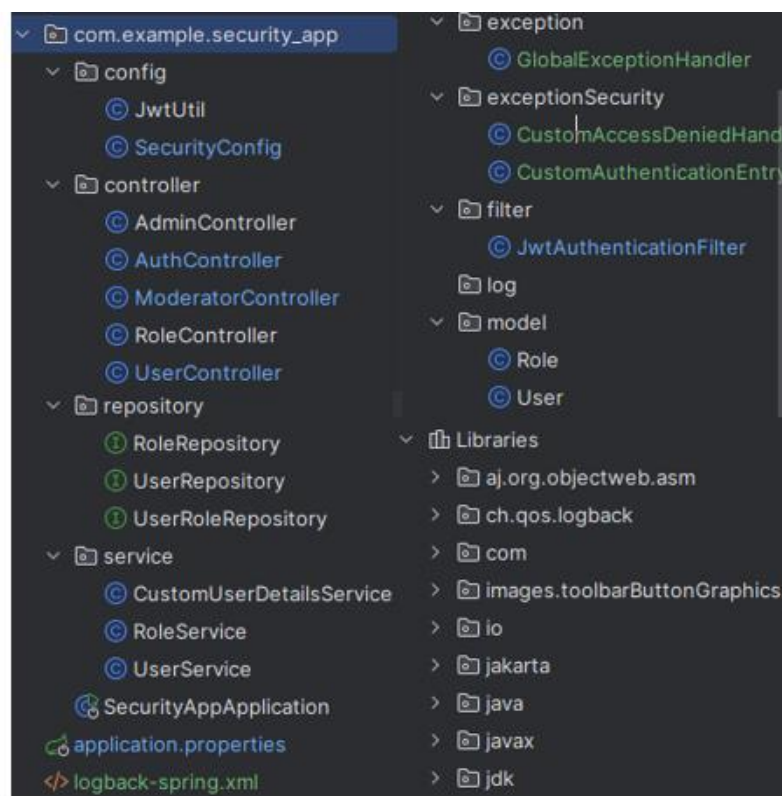 com.example.security_app
config
JwtUtil
SecurityConfig
controller
AdminController
AuthController
ModeratorController
RoleController
UserController
repository
RoleRepository
UserRepository
UserRoleRepository
service
CustomUserDetailsService
RoleService
UserService
SecurityAppApplication
application.properties
logback-spring.xml
exception
GlobalExceptionHandler
exceptionSecurity
CustomAccessDeniedHand
CustomAuthenticationEntry
filter
JwtAuthenticationFilter
log
model
Role
User
Libraries
aj.org.objectweb.asm
ch.qos.logback
com
images.toolbarButtonGraphics
io
jakarta
java
javax
jdk